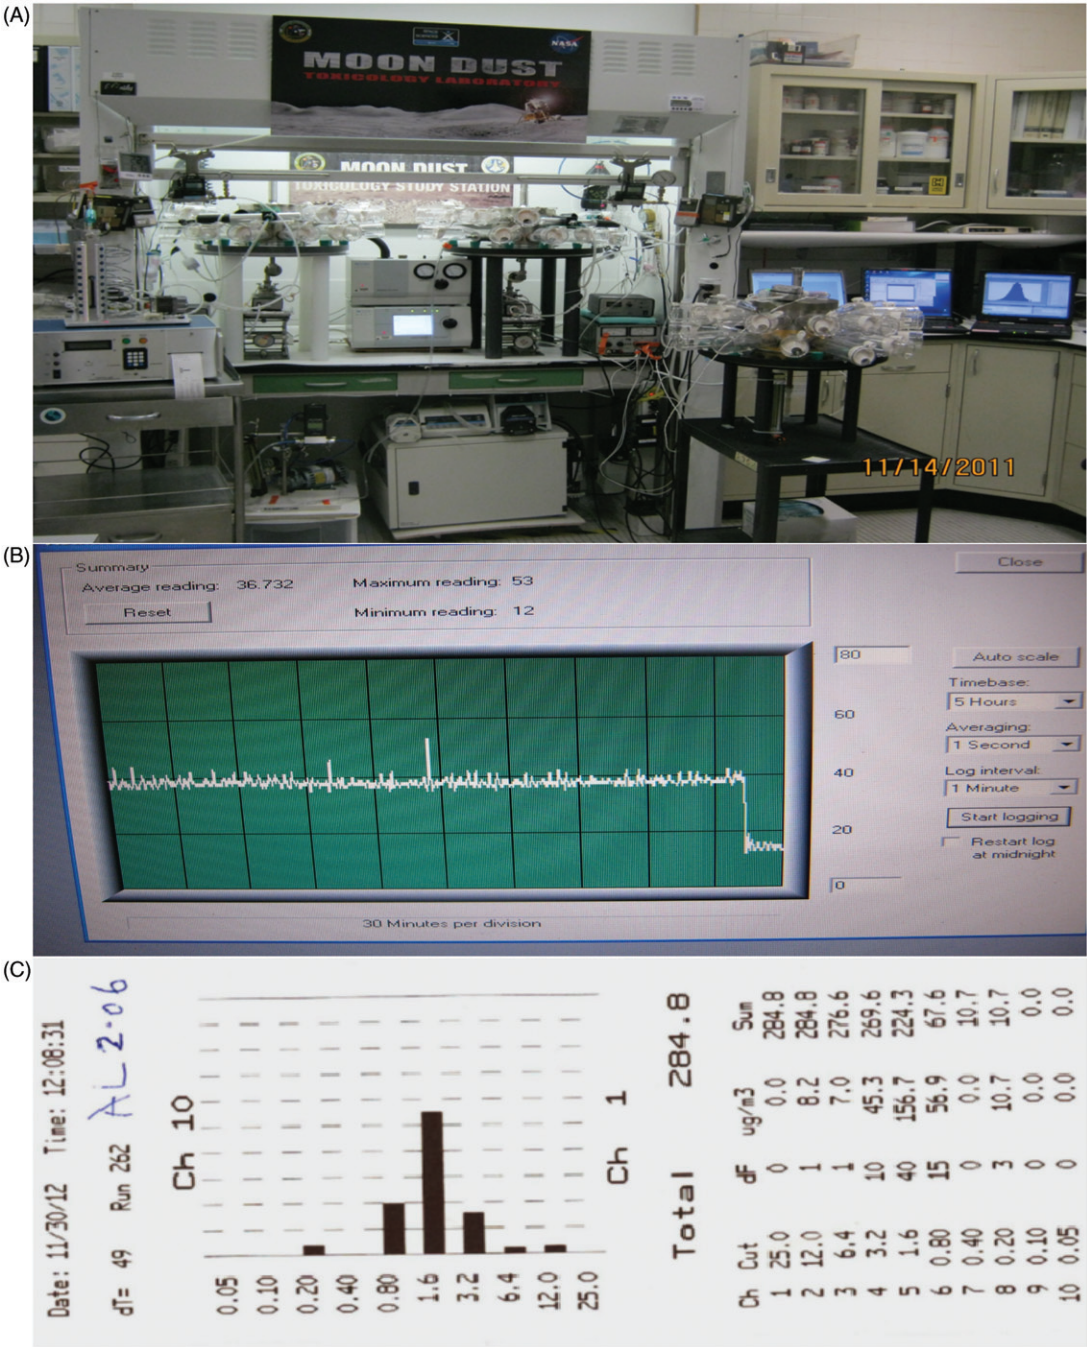 (A)
NASA
MOON DUST
TOXICOLOGY LABORATORY
MOON DUST
TOXICOLOGY STUDY STATION
11/14/2011
(B)
Summary
Average reading: 36.732
Maximum reading: 53
Reset
Minimum reading: 12
Close
80
60
40
20
0
Auto scale
Timebase:
5 Hours
Averaging:
1 Second
Log interval:
1 Minute
Start logging
Restart log
at midnight
30 Minutes per division
(C)
Date: 11/30/12 Time: 12:08:31
dT= 49 Run 262 AL2-06
Ch 10
0.05
0.10
0.20
0.40
0.80
1.6
3.2
6.4
12.0
25.0
Ch 1
Total 284.8
Ch Cut dF ug/m3 Sum
1 25.0 0 0.0 284.8
2 12.0 1 8.2 284.8
3 6.4 1 7.0 276.6
4 3.2 10 45.3 269.6
5 1.6 40 156.7 224.3
6 0.80 15 56.9 67.6
7 0.40 0 0.0 10.7
8 0.20 3 10.7 10.7
9 0.10 0 0.0 0.0
10 0.05 0 0.0 0.0